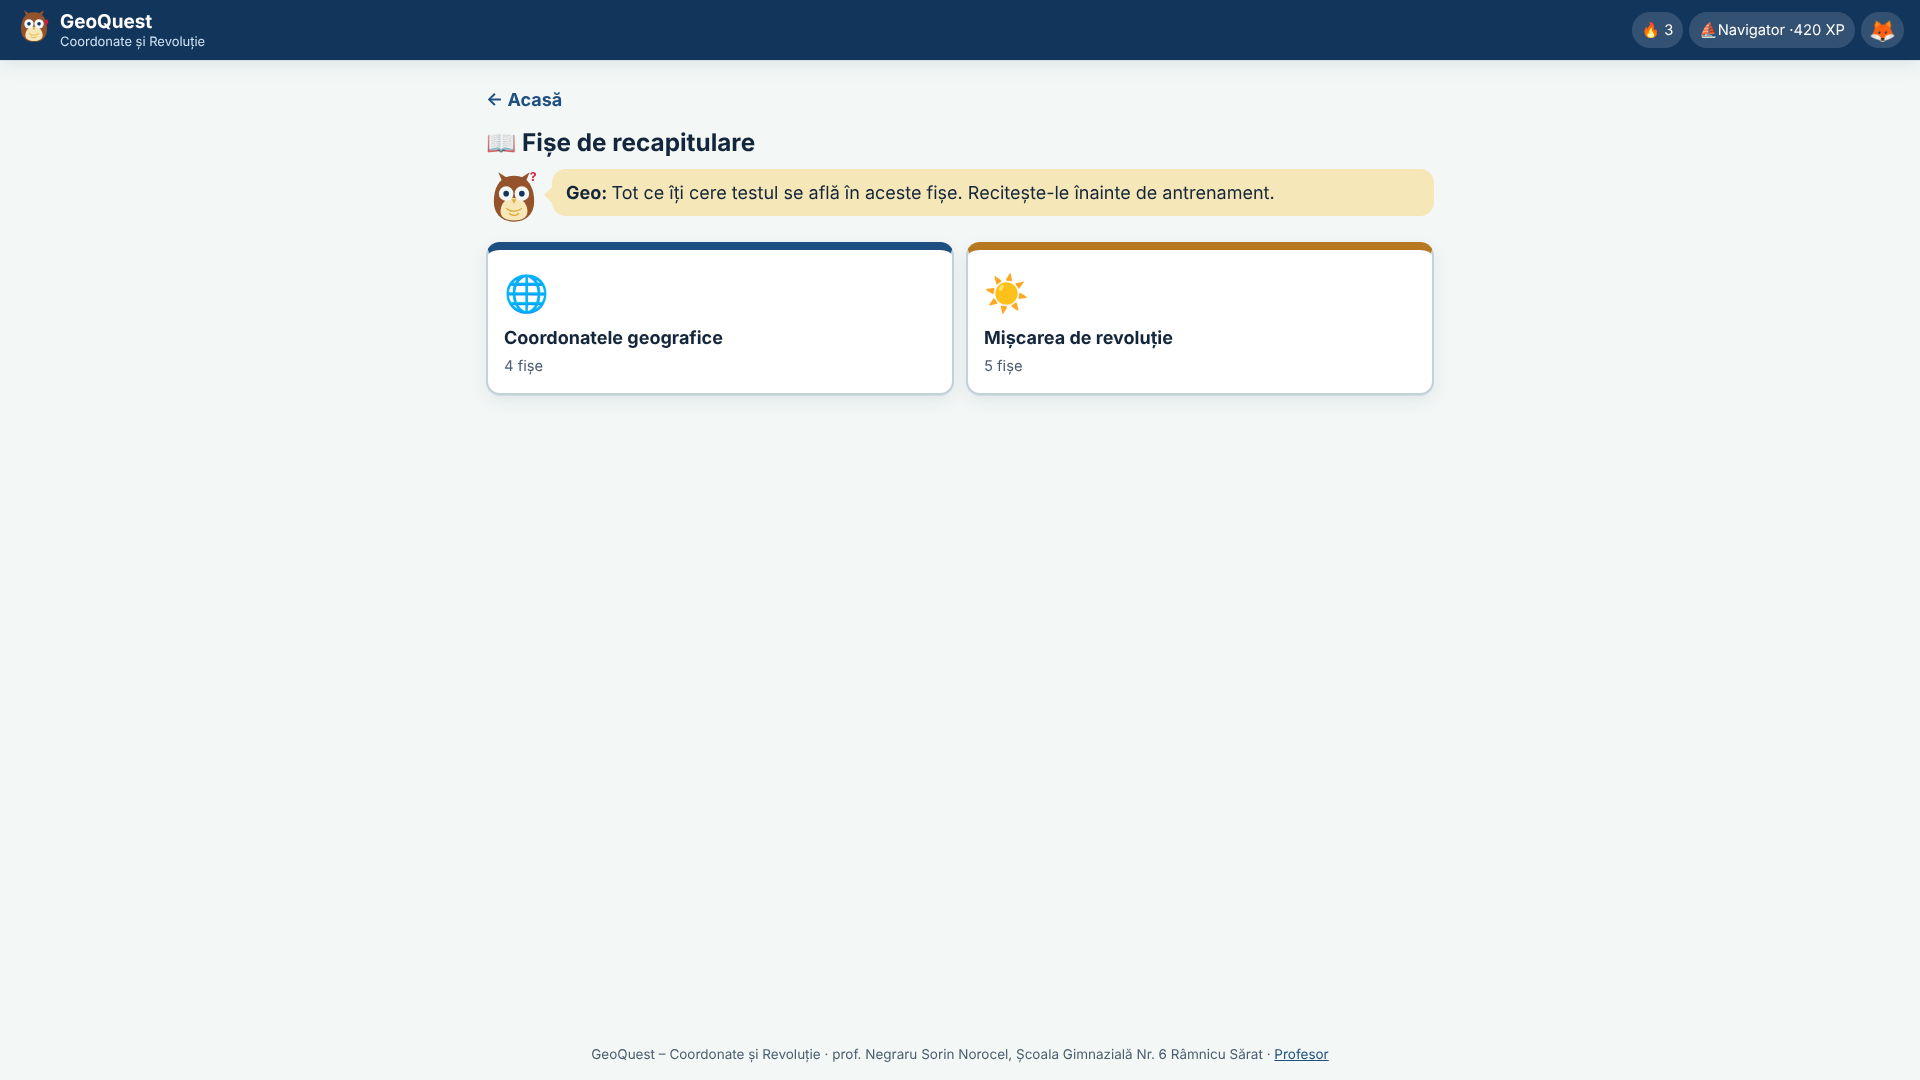 GeoQuest
Coordonate și Revoluție
🔥 3
⛵Navigator ·420 XP
← Acasă
📖 Fișe de recapitulare
?
Geo: Tot ce îți cere testul se află în aceste fișe. Recitește-le înainte de antrenament.
Coordonatele geografice
4 fișe
Mișcarea de revoluție
5 fișe
GeoQuest – Coordonate și Revoluție · prof. Negraru Sorin Norocel, Școala Gimnazială Nr. 6 Râmnicu Sărat · Profesor